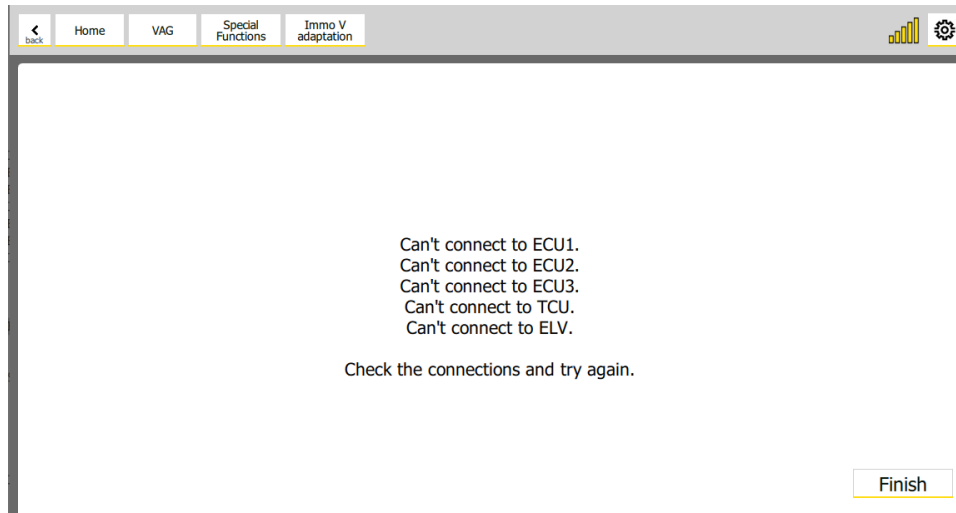 back
Home
VAG
Special
Functions
Immo V
adaptation
Can't connect to ECU1.
Can't connect to ECU2.
Can't connect to ECU3.
Can't connect to TCU.
Can't connect to ELV.
Check the connections and try again.
Finish